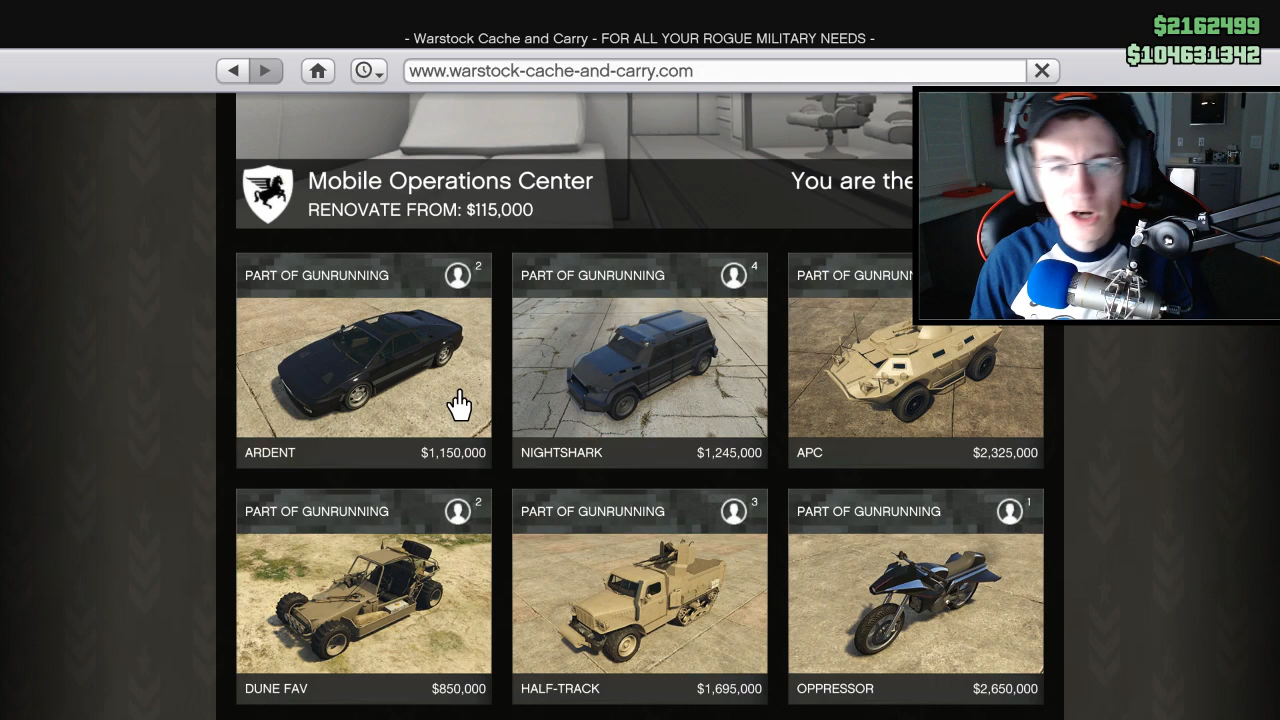 $2162499
- Warstock Cache and Carry - FOR ALL YOUR ROGUE MILITARY NEEDS -
$104631342
www.warstock-cache-and-carry.com
Mobile Operations Center
You are the
RENOVATE FROM: $115,000
PART OF GUNRUNNING 2
PART OF GUNRUNNING 4
PART OF GUNRUN
ARDENT $1,150,000
NIGHTSHARK $1,245,000
APC $2,325,000
PART OF GUNRUNNING 2
PART OF GUNRUNNING 3
PART OF GUNRUNNING 1
DUNE FAV $850,000
HALF-TRACK $1,695,000
OPPRESSOR $2,650,000